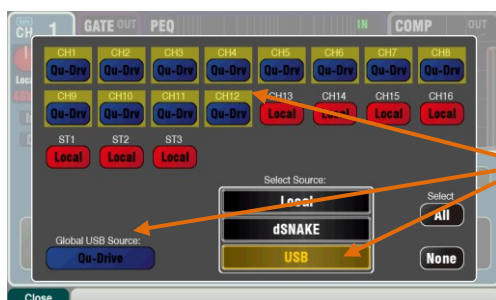 CH 1 GATE OUT PEQ IN COMP OUT
CH1 CH2 CH3 CH4 CH5 CH6 CH7 CH8
Qu-Drv Qu-Drv Qu-Drv Qu-Drv Qu-Drv Qu-Drv Qu-Drv Qu-Drv
CH9 CH10 CH11 CH12 CH13 CH14 CH15 CH16
Qu-Drv Qu-Drv Qu-Drv Qu-Drv Local Local Local Local
ST1 ST2 ST3
Local Local Local
Select Source:
Local
dSNAKE
USB
Select
All
None
Global USB Source:
Qu-Drive
Close